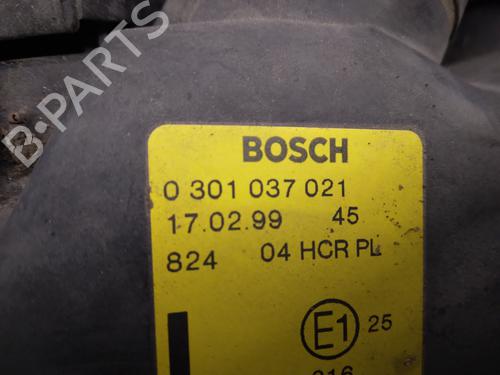 B-PARTS
BOSCH
0 301 037 021
17.02.99 45
824 04 HCR PL
E1 25